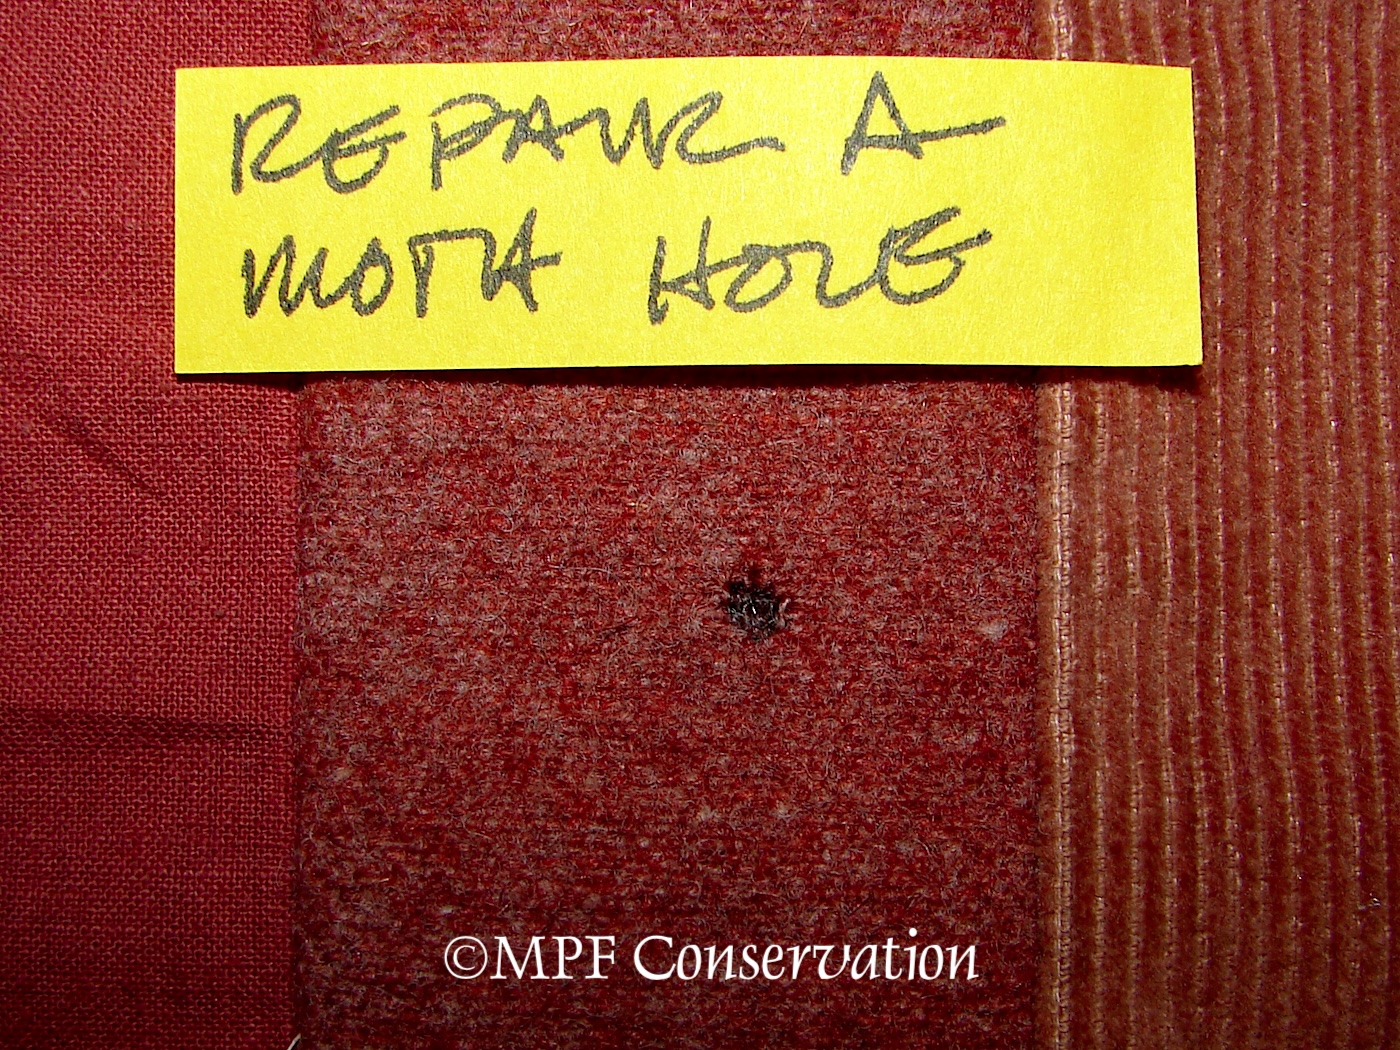 REPAIR A
MOTH HOLE
©MPF Conservation